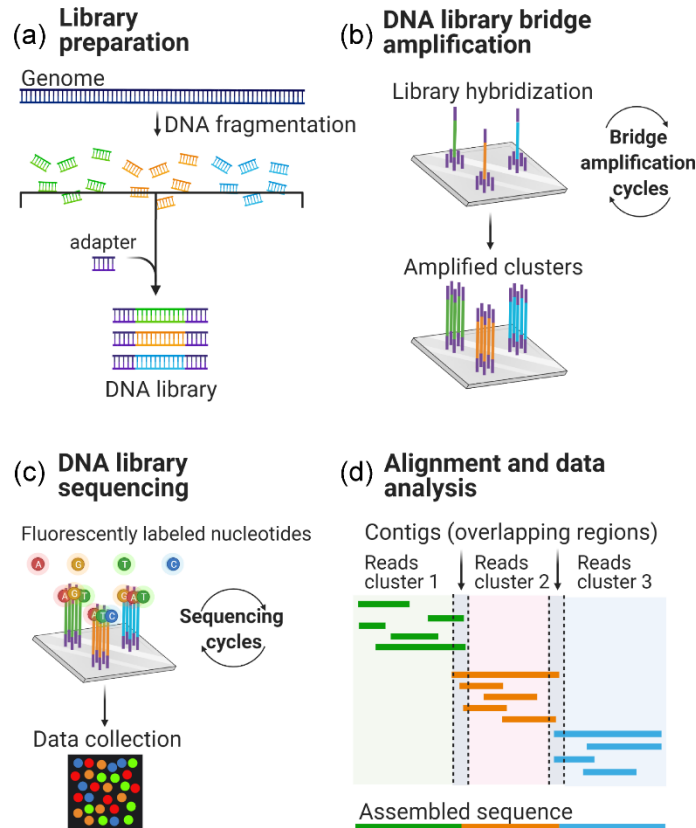 (a) Library
preparation
Genome
DNA fragmentation
adapter
DNA library
(b) DNA library bridge
amplification
Library hybridization
Bridge
amplification
cycles
Amplified clusters
(c) DNA library
sequencing
Fluorescently labeled nucleotides
A G T C
A G T G A T
A T C
Sequencing
cycles
Data collection
(d) Alignment and data
analysis
Contigs (overlapping regions)
Reads cluster 1
Reads cluster 2
Reads cluster 3
Assembled sequence